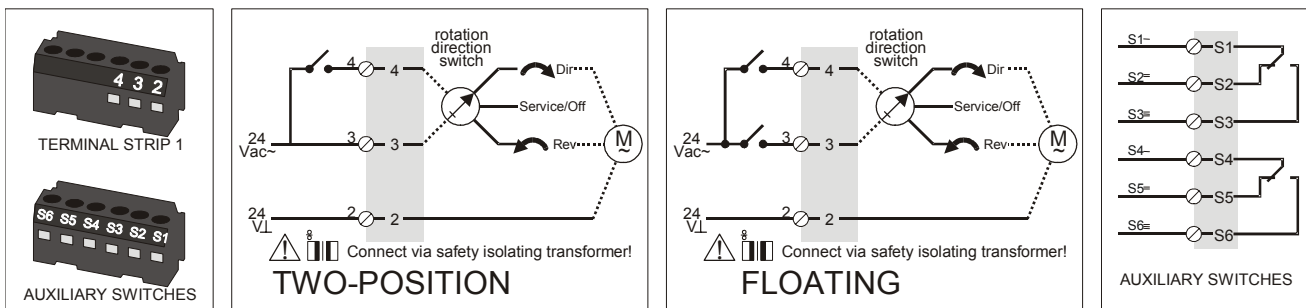 4 3 2
TERMINAL STRIP 1
S6 S5 S4 S3 S2 S1
AUXILIARY SWITCHES
rotation
direction
switch
4 4
Dir
Service/Off
24
Vac~
3 3
Rev
M
~
24
V⊥
2 2
Connect via safety isolating transformer!
TWO-POSITION
rotation
direction
switch
4 4
Dir
Service/Off
24
Vac~
3 3
Rev
M
~
24
V⊥
2 2
Connect via safety isolating transformer!
FLOATING
S1− S1
S2= S2
S3≡ S3
S4− S4
S5= S5
S6≡ S6
AUXILIARY SWITCHES